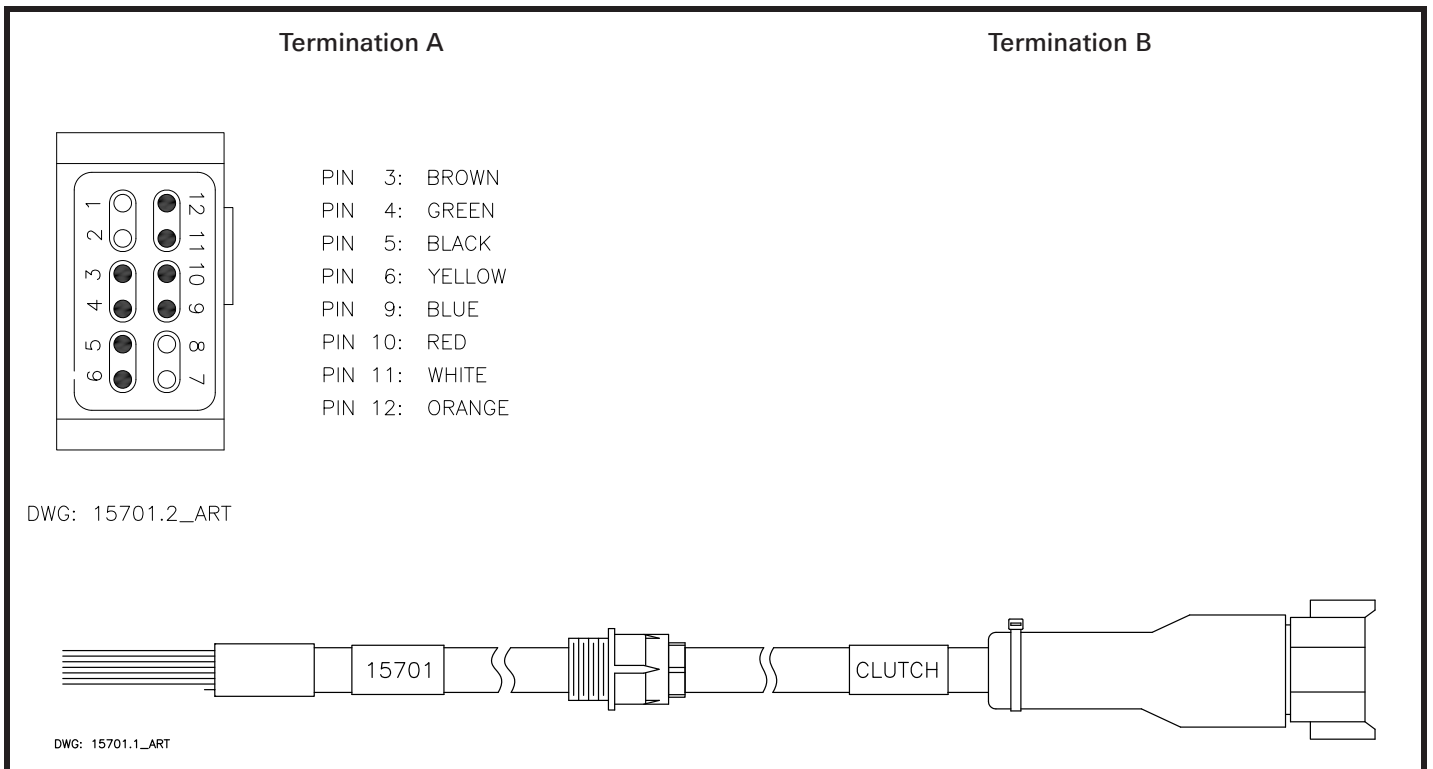 Termination A
Termination B
1 12
2 11
3 10
4 9
5 8
6 7
PIN 3: BROWN
PIN 4: GREEN
PIN 5: BLACK
PIN 6: YELLOW
PIN 9: BLUE
PIN 10: RED
PIN 11: WHITE
PIN 12: ORANGE
DWG: 15701.2_ART
15701
CLUTCH
DWG: 15701.1_ART